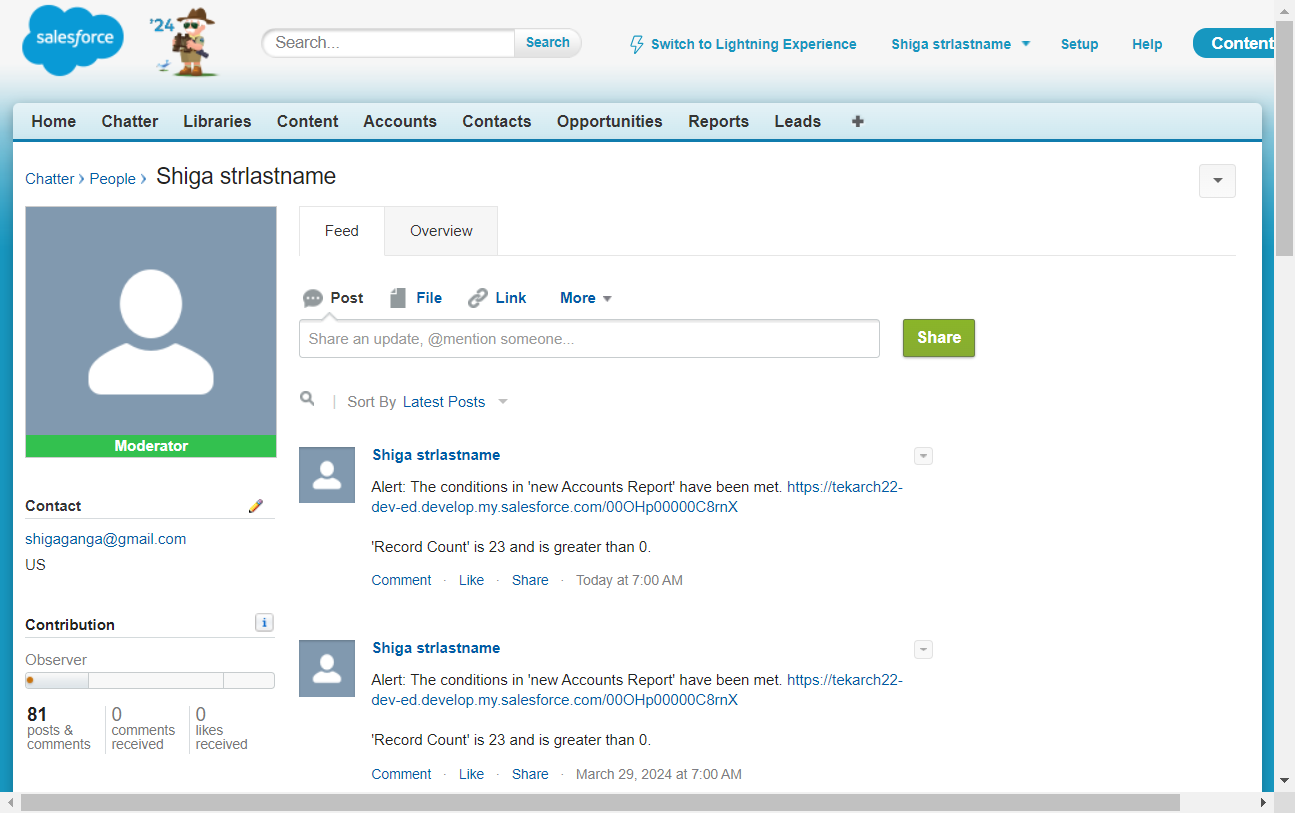 salesforce
'24
Search...
Search
Switch to Lightning Experience
Shiga strlastname
Setup
Help
Content
Home
Chatter
Libraries
Content
Accounts
Contacts
Opportunities
Reports
Leads
Chatter › People › Shiga strlastname
Moderator
Contact
shigaganga@gmail.com
US
Contribution
i
Observer
81
posts &
comments
0
comments
received
0
likes
received
Feed
Overview
Post
File
Link
More
Share an update, @mention someone...
Share
| Sort By Latest Posts
Shiga strlastname
Alert: The conditions in 'new Accounts Report' have been met. https://tekarch22-
dev-ed.develop.my.salesforce.com/00OHp00000C8rnX
'Record Count' is 23 and is greater than 0.
Comment · Like · Share · Today at 7:00 AM
Shiga strlastname
Alert: The conditions in 'new Accounts Report' have been met. https://tekarch22-
dev-ed.develop.my.salesforce.com/00OHp00000C8rnX
'Record Count' is 23 and is greater than 0.
Comment · Like · Share · March 29, 2024 at 7:00 AM